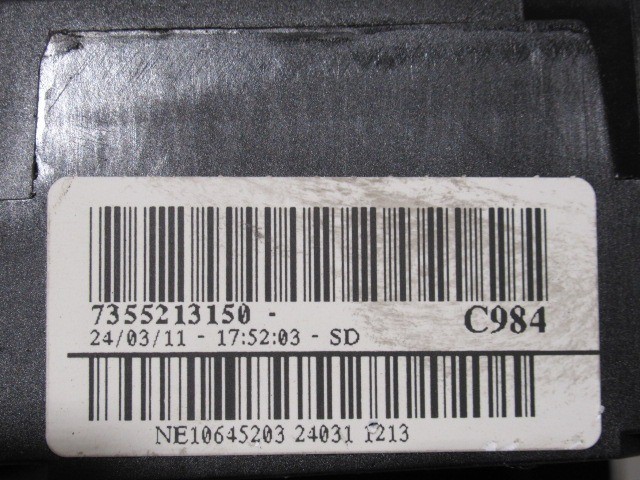 7355213150 - C984
24/03/11 - 17:52:03 - SD
NE10645203 24031 1213